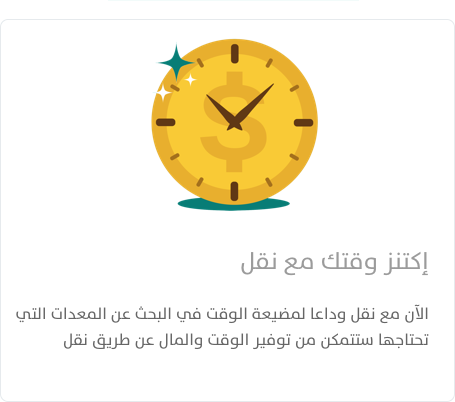 $
إكتنز وقتك مع نقل
الآن مع نقل وداعا لمضيعة الوقت في البحث عن المعدات التي
تحتاجها ستتمكن من توفير الوقت والمال عن طريق نقل